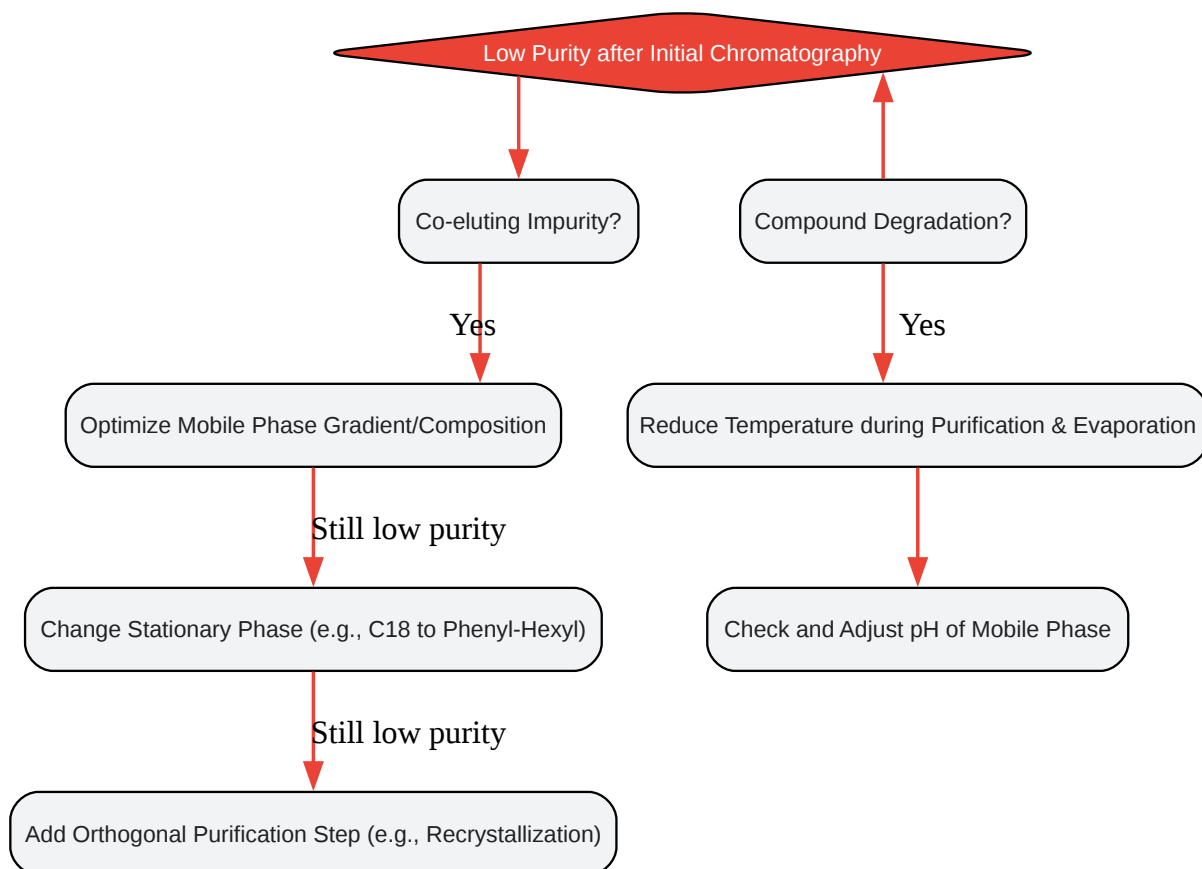 Low Purity after Initial Chromatography
Co-eluting Impurity?
Compound Degradation?
Yes
Yes
Optimize Mobile Phase Gradient/Composition
Reduce Temperature during Purification & Evaporation
Still low purity
Change Stationary Phase (e.g., C18 to Phenyl-Hexyl)
Check and Adjust pH of Mobile Phase
Still low purity
Add Orthogonal Purification Step (e.g., Recrystallization)